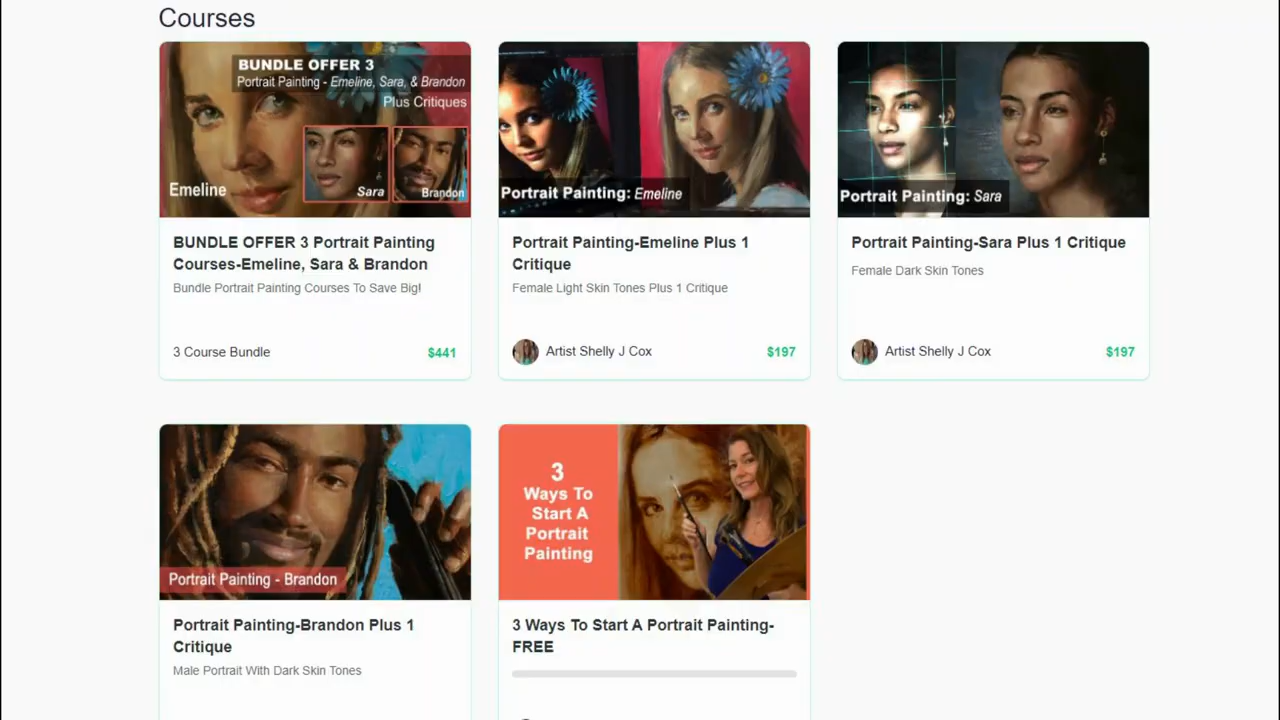 Courses
BUNDLE OFFER 3
Portrait Painting - Emeline, Sara, & Brandon
Plus Critiques
Emeline
Sara
Brandon
BUNDLE OFFER 3 Portrait Painting
Courses-Emeline, Sara & Brandon
Bundle Portrait Painting Courses To Save Big!
3 Course Bundle
$441
Portrait Painting: Emeline
Portrait Painting-Emeline Plus 1
Critique
Female Light Skin Tones Plus 1 Critique
Artist Shelly J Cox
$197
Portrait Painting: Sara
Portrait Painting-Sara Plus 1 Critique
Female Dark Skin Tones
Artist Shelly J Cox
$197
Portrait Painting - Brandon
Portrait Painting-Brandon Plus 1
Critique
Male Portrait With Dark Skin Tones
3
Ways To
Start A
Portrait
Painting
3 Ways To Start A Portrait Painting-
FREE